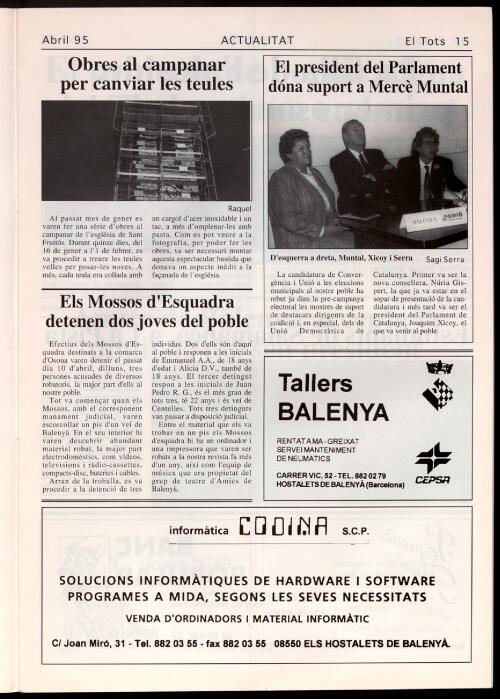 Abril 95
ACTUALITAT
El Tots 15
Obres al campanar
per canviar les teules
Raquel
Al passat mes de gener es
varen fer una sèrie d'obres al
campanar de l'església de Sant
Fruitós. Durant quinze dies, del
16 de gener a l'1 de febrer, es
va procedir a treure les teules
velles per posar-les noves. A
més, cada teula era collada amb
un cargol d'acer inoxidable i un
tac, a més d'omplenar-les amb
pasta. Com es pot veure a la
fotografia, per poder fer les
obres, va ser necessari muntar
aquesta espectacular bastida que
donava un aspecte inèdit a la
façanada de l'església.
Els Mossos d'Esquadra
detenen dos joves del poble
Efectius dels Mossos d'Es-
quadra destinats a la comarca
d'Osona varen detenir el passat
dia 10 d'abril, dilluns, tres
persones acusades de diversos
robatoris, la major part d'ells al
nostre poble.
Tot va començar quan els
Mossos, amb el corresponent
manament judicial, varen
escorcollar un pis d'un veí de
Balenyà. En el seu interior hi
varen descubrir abundant
material robat, la major part
electrodomèstics, com vídeos,
televisions i ràdio-cassettes,
compacts-disc, bateries i cables.
Arran de la troballa, es va
procedir a la detenció de tres
individus. Dos d'ells són d'aquí
al poble i responen a les inicials
de Emmanuel A.A., de 18 anys
d'edat i Alicia D.V., també de
18 anys. El tercer detingut
respon a les inicials de Juan
Pedro R. G., és el més gran de
tots tres, té 22 anys i és veí de
Centelles. Tots tres detinguts
van passar a disposició judicial.
Entre el material que els va
trobar en un pis els Mossos
d'esquadra hi ha un ordinador i
una impressora que varen ser
robats a la nostra revista fa més
d'un any, així com l'equip de
música que era propietat del
grup de teatre d'Amics de
Balenyà.
El president del Parlament
dóna suport a Mercè Muntal
BALENYÀ
UNIÓ
D'esquerra a dreta, Muntal, Xicoy i Serra
Sagi Serra
La candidatura de Conver-
gència i Unió a les eleccions
municipals al nostre poble ha
rebut ja dins la pre-campanya
electoral les mostres de suport
de destacats dirigents de la
coalició i, en especial, dels de
Unió Democràtica de
Catalunya. Primer va ser la
nova consellera, Núria Gis-
pert, la que ja va estar en el
sopar de presentació de la can-
didatura i més tard va ser el
president del Parlament de
Catalunya, Joaquim Xicoy, el
que va venir al poble.
Tallers
BALENYA
RENTAT A MA - GREIXAT
SERVEI MANTENIMENT
DE NEUMATICS
CARRER VIC, 52 - TEL. 882 02 79
HOSTALETS DE BALENYÀ (Barcelona)
CEPSA
informàtica CODINA S.C.P.
SOLUCIONS INFORMÀTIQUES DE HARDWARE I SOFTWARE
PROGRAMES A MIDA, SEGONS LES SEVES NECESSITATS
VENDA D'ORDINADORS I MATERIAL INFORMÀTIC
C/ Joan Miró, 31 - Tel. 882 03 55 - fax 882 03 55 08550 ELS HOSTALETS DE BALENYÀ.